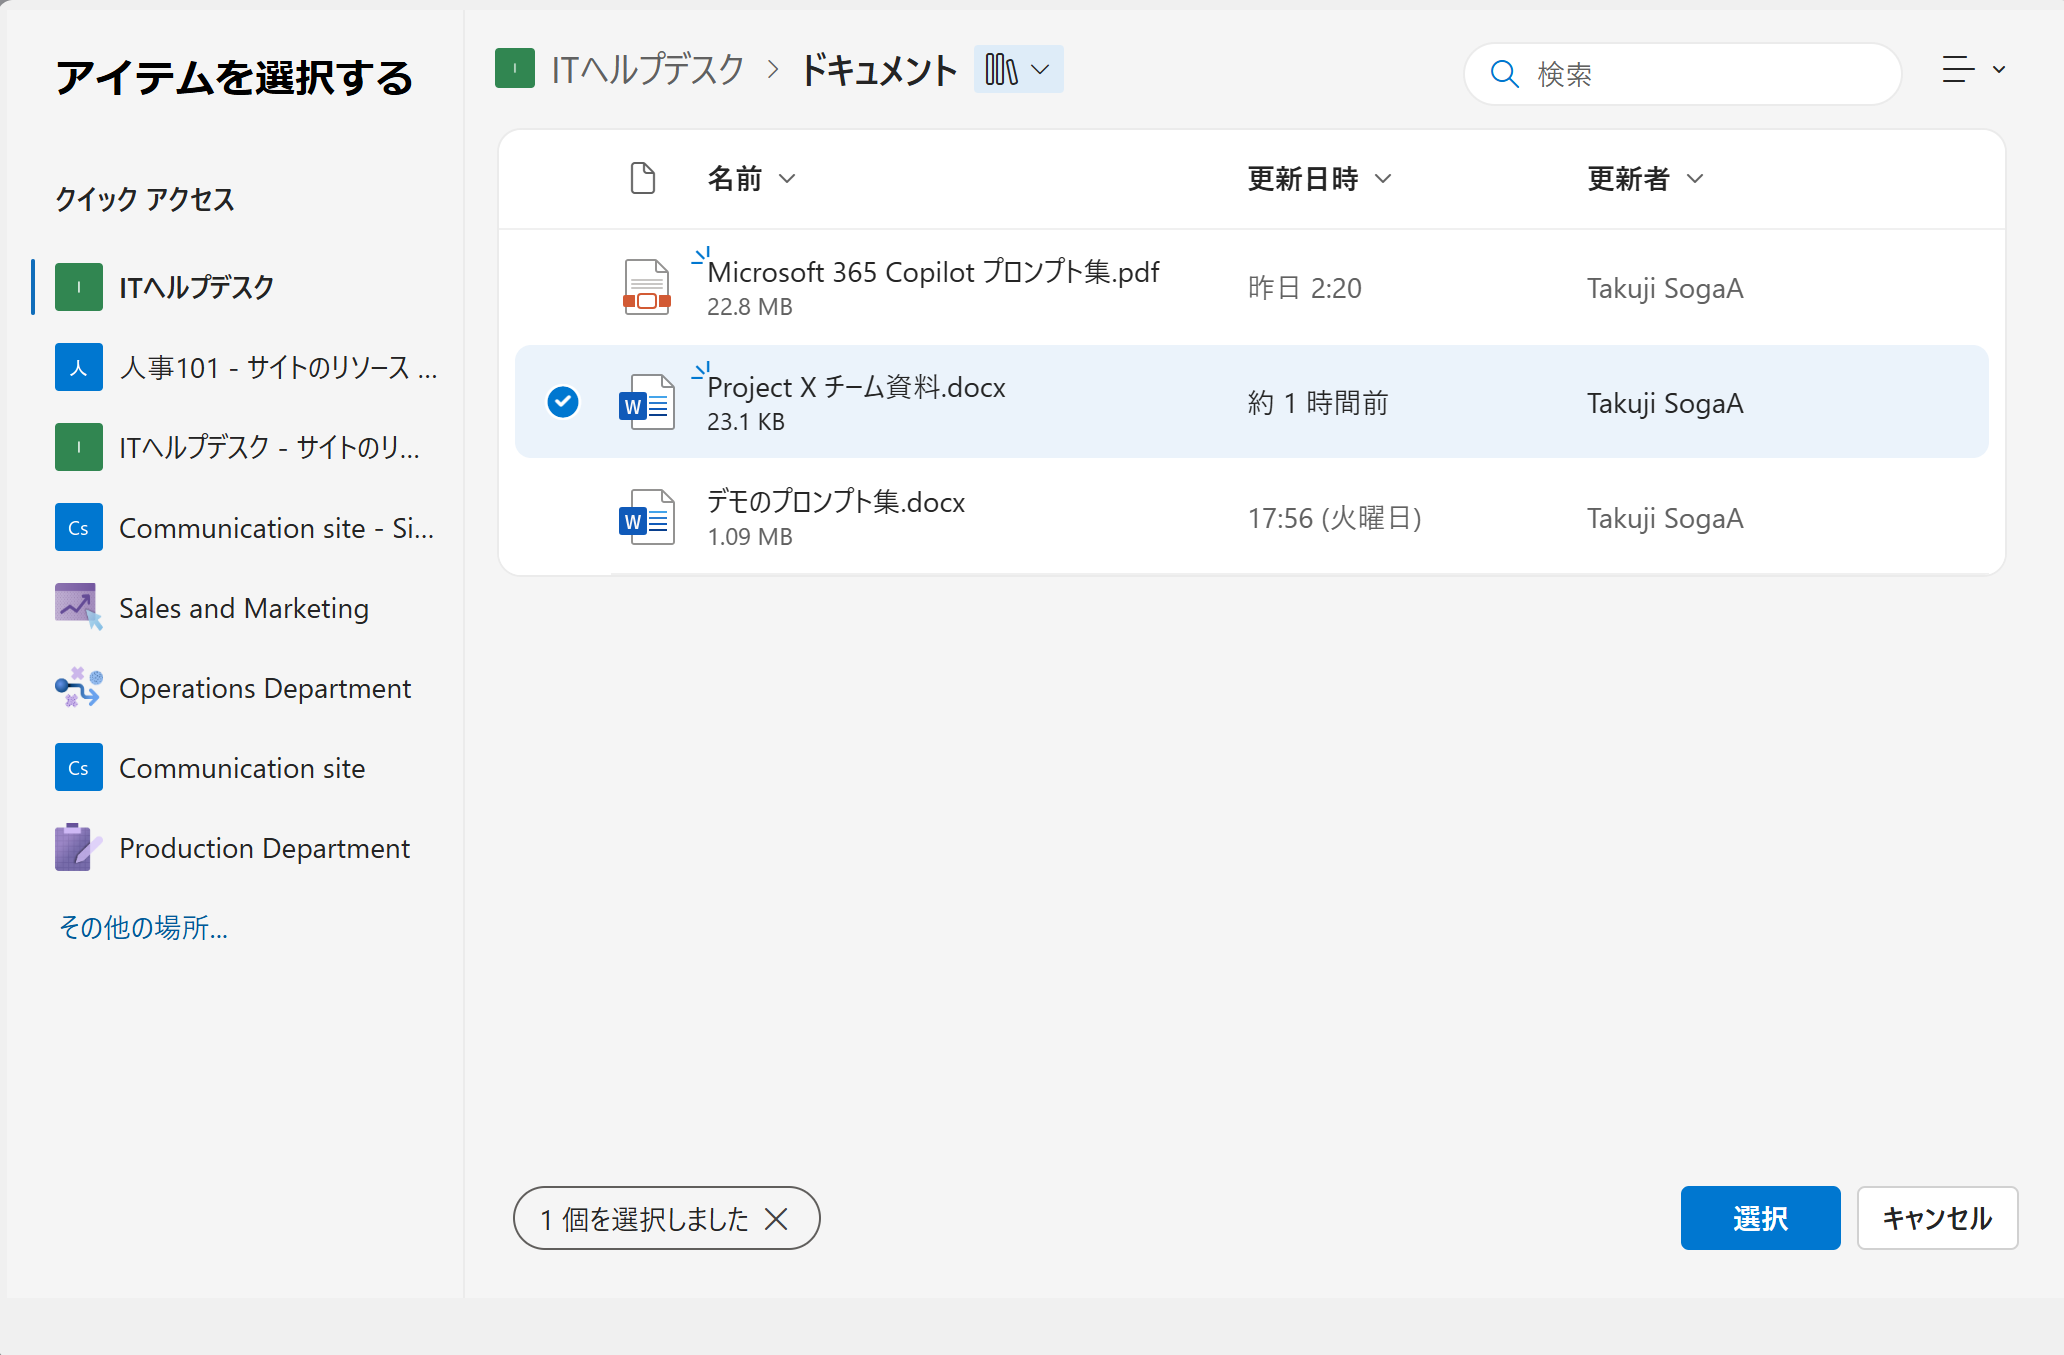 アイテムを選択する
クイック アクセス
I ITヘルプデスク
人 人事101 - サイトのリソース ...
I ITヘルプデスク - サイトのリ...
Cs Communication site - Si...
Sales and Marketing
Operations Department
Cs Communication site
Production Department
その他の場所...
I ITヘルプデスク > ドキュメント
検索
名前 更新日時 更新者
Microsoft 365 Copilot プロンプト集.pdf 昨日 2:20 Takuji SogaA
22.8 MB
W Project X チーム資料.docx 約 1 時間前 Takuji SogaA
23.1 KB
W デモのプロンプト集.docx 17:56 (火曜日) Takuji SogaA
1.09 MB
1 個を選択しました
選択 キャンセル